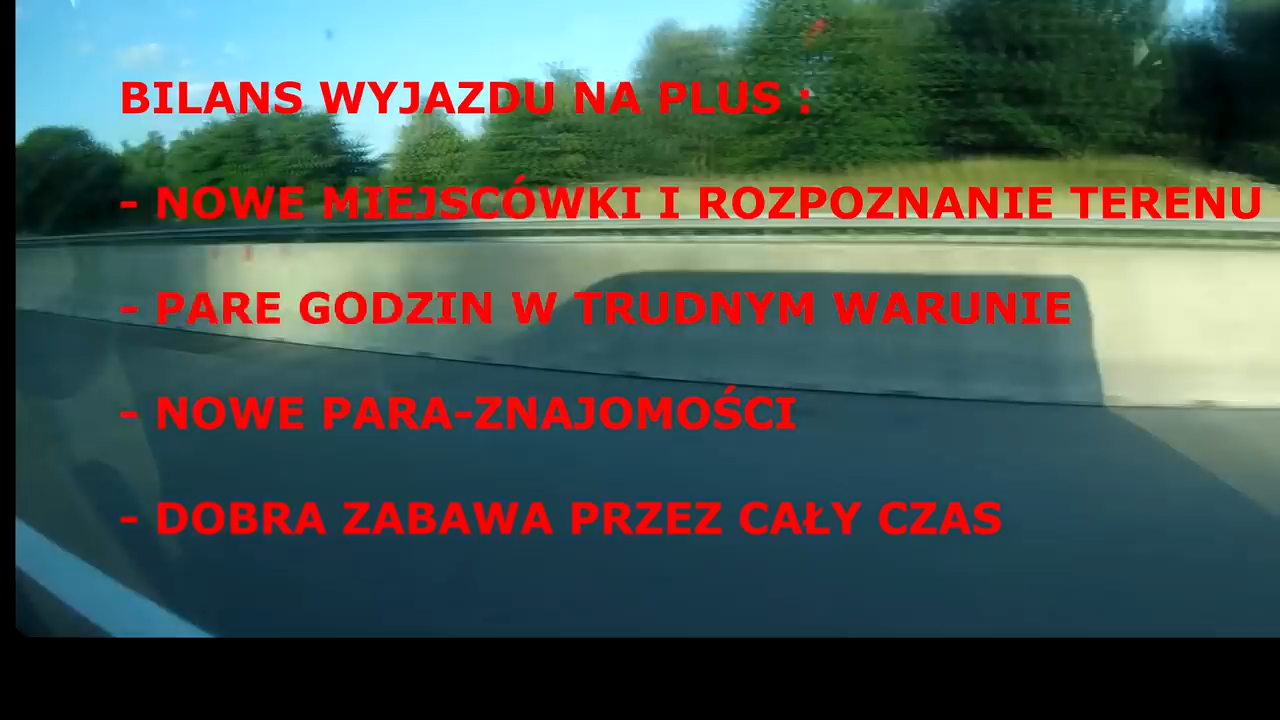 BILANS WYJAZDU NA PLUS :
- NOWE MIEJSCÓWKI I ROZPOZNANIE TERENU
- PARE GODZIN W TRUDNYM WARUNIE
- NOWE PARA-ZNAJOMOŚCI
- DOBRA ZABAWA PRZEZ CAŁY CZAS